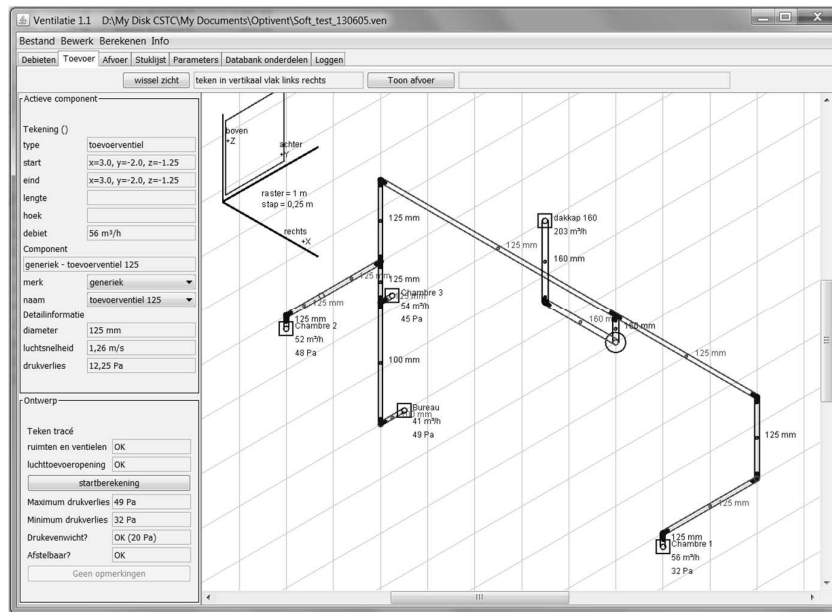 Ventilatie 1.1 D:\My Disk CSTC\My Documents\Optivent\Soft_test_130605.ven
Bestand Bewerk Berekenen Info
Debieten Toevoer Afvoer Stuklijst Parameters Databank onderdelen Loggen
wissel zicht teken in vertikaal vlak links rechts Toon afvoer
Actieve component
Tekening ()
type toevoerventiel
start x=3.0, y=-2.0, z=-1.25
eind x=3.0, y=-2.0, z=-1.25
lengte
hoek
debiet 56 m³/h
Component
generiek - toevoerventiel 125
merk generiek
naam toevoerventiel 125
Detailinformatie
diameter 125 mm
luchtsnelheid 1,26 m/s
drukverlies 12,25 Pa
Ontwerp
Teken tracé
ruimten en ventielen OK
luchttoevoeropening OK
startberekening
Maximum drukverlies 49 Pa
Minimum drukverlies 32 Pa
Drukevenwicht? OK (20 Pa)
Afstelbaar? OK
Geen opmerkingen
boven
+Z
achter
+Y
raster = 1 m
stap = 0,25 m
rechts
+X
125 mm
125 mm
125 mm
125 mm
125 mm
125 mm
Chambre 2
52 m³/h
48 Pa
Chambre 3
54 m³/h
45 Pa
100 mm
Bureau
41 m³/h
49 Pa
dakkap 160
203 m³/h
160 mm
160 mm
160 mm
125 mm
125 mm
125 mm
125 mm
Chambre 1
56 m³/h
32 Pa